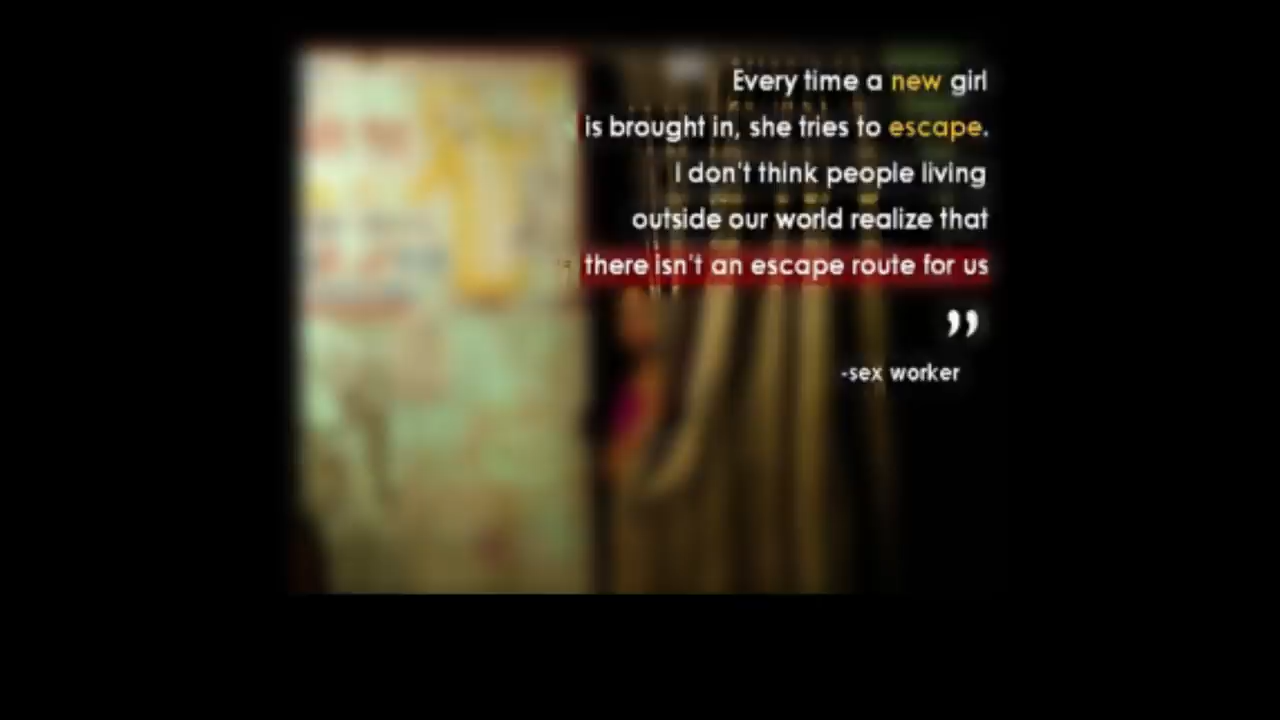 Every time a new girl
is brought in, she tries to escape.
I don't think people living
outside our world realize that
there isn't an escape route for us
”
-sex worker